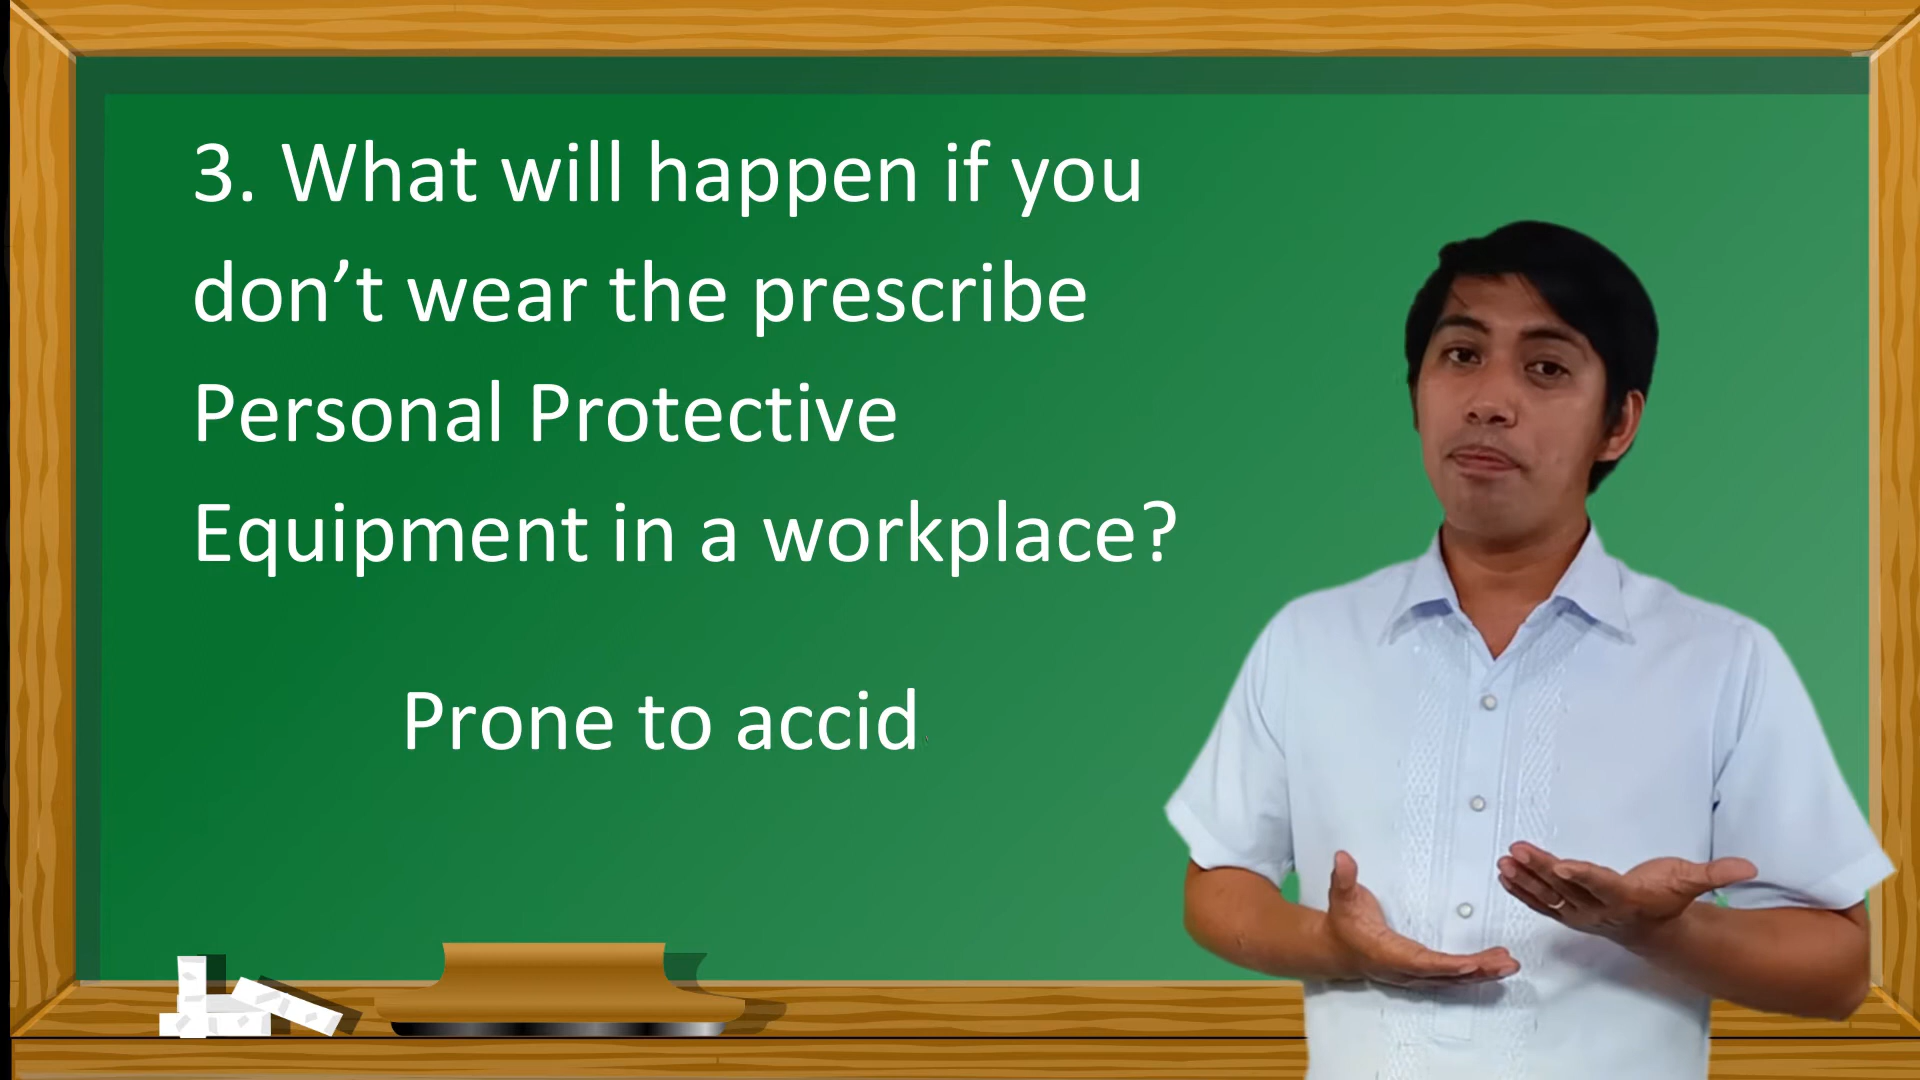 3. What will happen if you
don’t wear the prescribe
Personal Protective
Equipment in a workplace?
Prone to accid